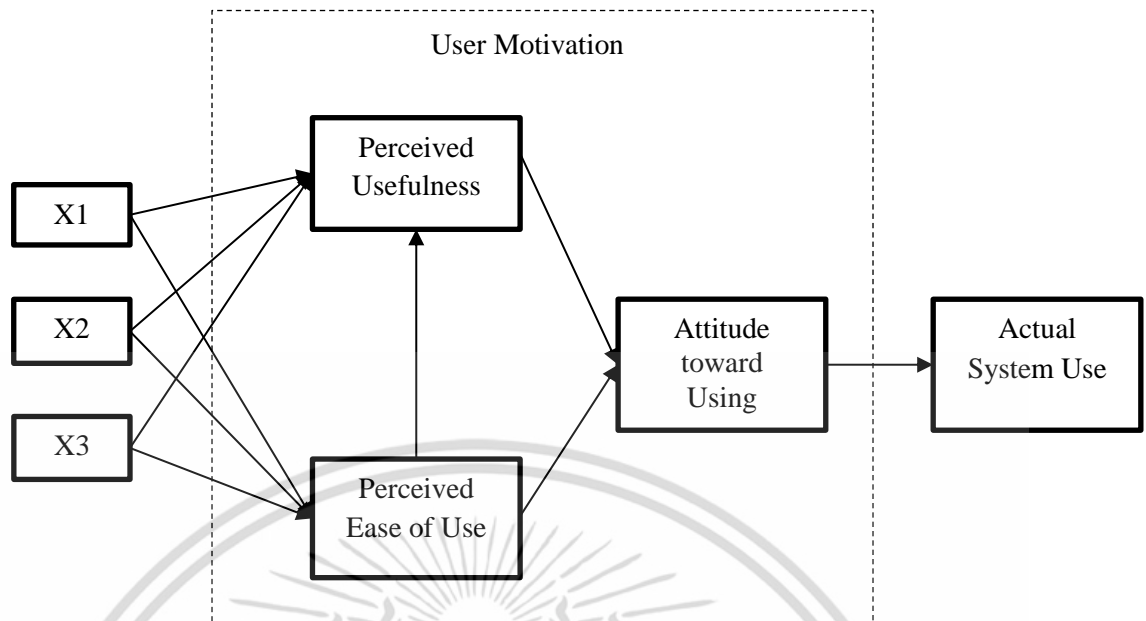 User Motivation
Perceived
Usefulness
X1
X2
X3
Perceived
Ease of Use
Attitude
toward
Using
Actual
System Use